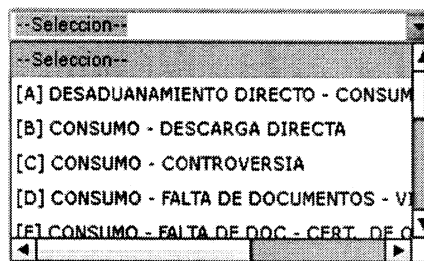 --Seleccion--
--Seleccion--
[A] DESADUANAMIENTO DIRECTO - CONSUM
[B] CONSUMO - DESCARGA DIRECTA
[C] CONSUMO - CONTROVERSIA
[D] CONSUMO - FALTA DE DOCUMENTOS - VI
[E] CONSUMO - FALTA DE DOC - CERT. DE O